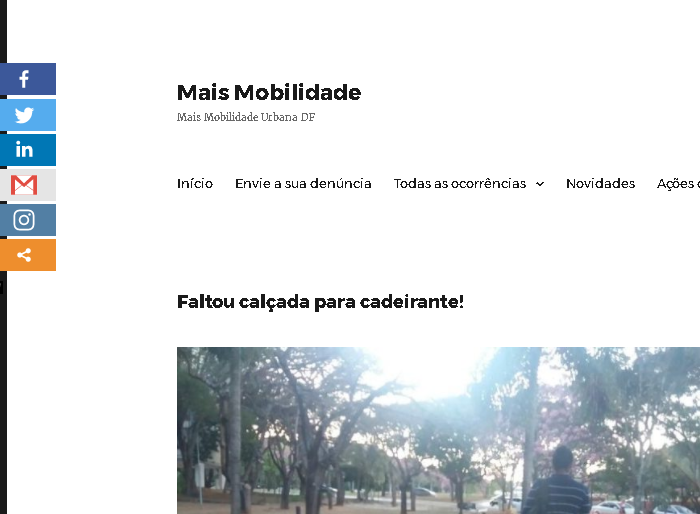 Mais Mobilidade
Mais Mobilidade Urbana DF
Início
Envie a sua denúncia
Todas as ocorrências
Novidades
Ações
Faltou calçada para cadeirante!